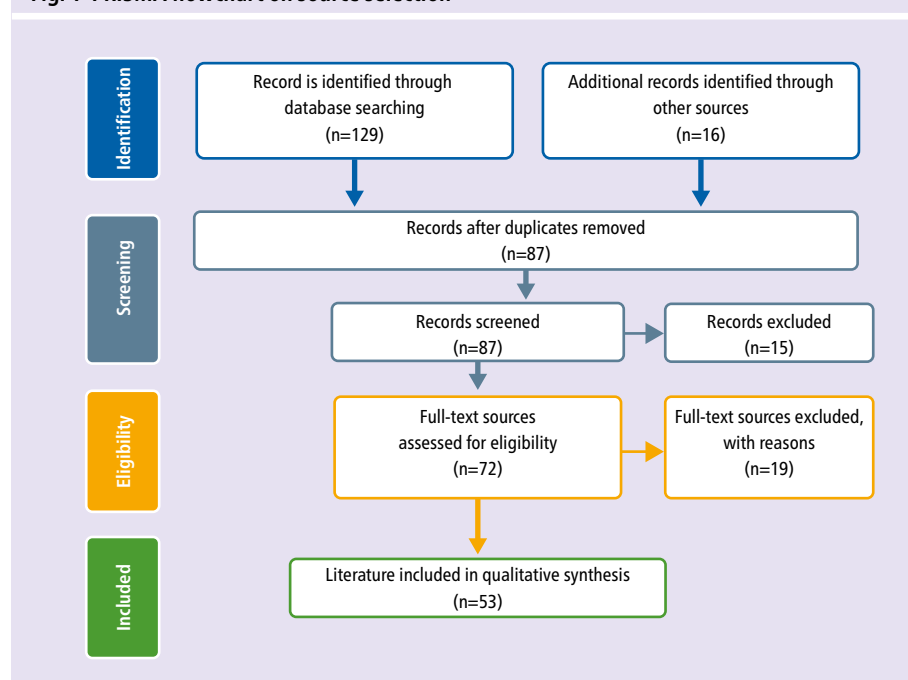 Identification
Record is identified through
database searching
(n=129)
Additional records identified through
other sources
(n=16)
Screening
Records after duplicates removed
(n=87)
Records screened
(n=87)
Records excluded
(n=15)
Eligibility
Full-text sources
assessed for eligibility
(n=72)
Full-text sources excluded,
with reasons
(n=19)
Included
Literature included in qualitative synthesis
(n=53)